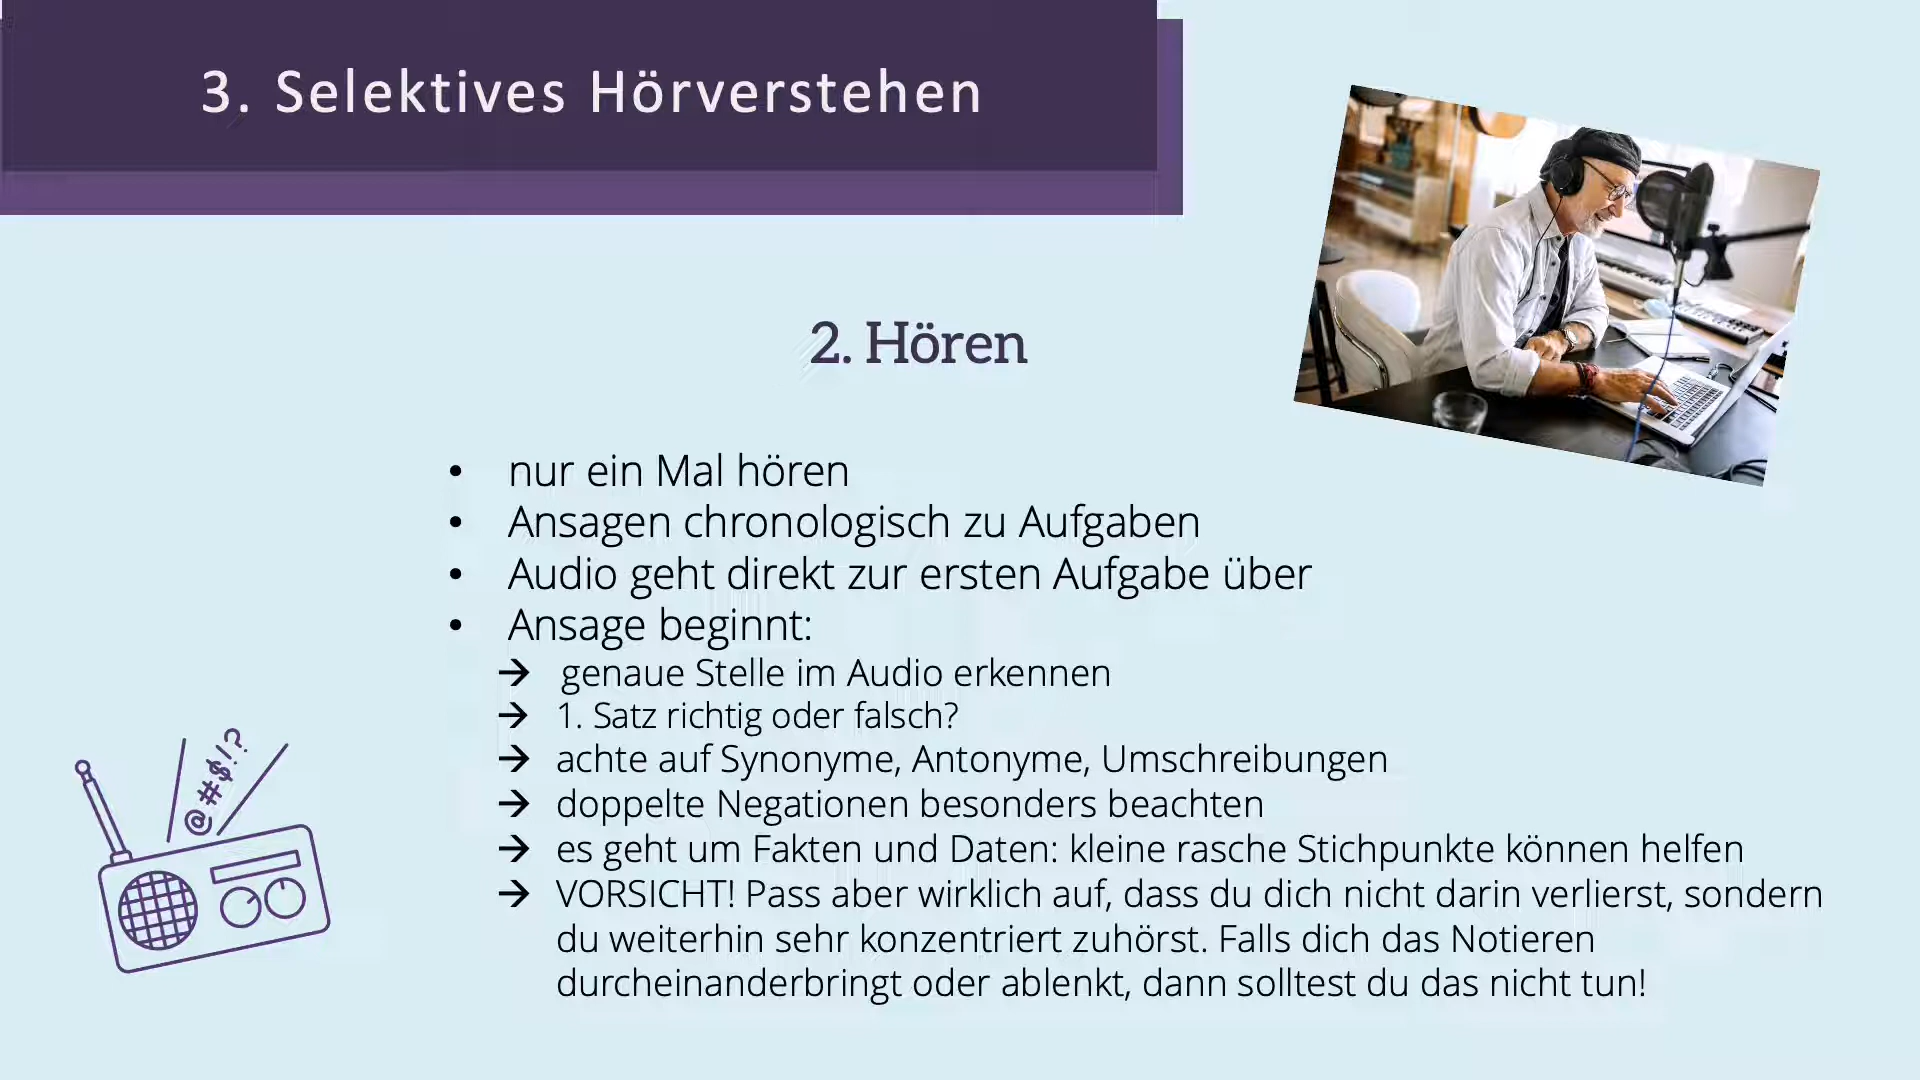 3. Selektives Hörverstehen
2. Hören
• nur ein Mal hören
• Ansagen chronologisch zu Aufgaben
• Audio geht direkt zur ersten Aufgabe über
• Ansage beginnt:
→ genaue Stelle im Audio erkennen
→ 1. Satz richtig oder falsch?
→ achte auf Synonyme, Antonyme, Umschreibungen
→ doppelte Negationen besonders beachten
→ es geht um Fakten und Daten: kleine rasche Stichpunkte können helfen
→ VORSICHT! Pass aber wirklich auf, dass du dich nicht darin verlierst, sondern
du weiterhin sehr konzentriert zuhörst. Falls dich das Notieren
durcheinanderbringt oder ablenkt, dann solltest du das nicht tun!
@#$!?